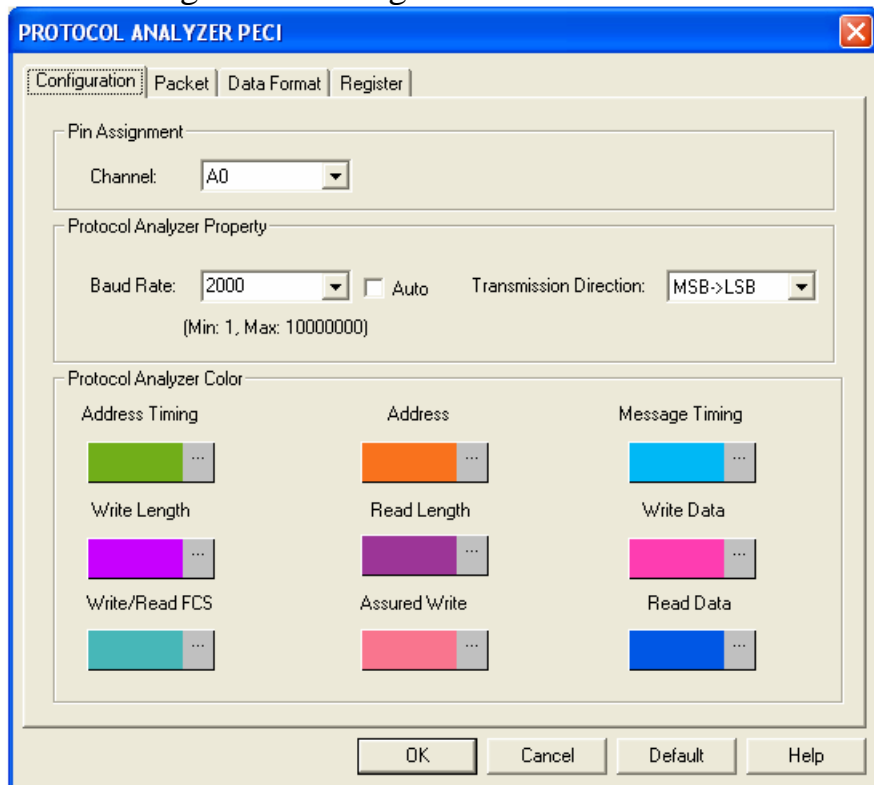 PROTOCOL ANALYZER PECI
Configuration Packet Data Format Register
Pin Assignment
Channel: A0
Protocol Analyzer Property
Baud Rate: 2000 Auto Transmission Direction: MSB->LSB
(Min: 1, Max: 10000000)
Protocol Analyzer Color
Address Timing Address Message Timing
... ... ...
Write Length Read Length Write Data
... ... ...
Write/Read FCS Assured Write Read Data
... ... ...
OK Cancel Default Help